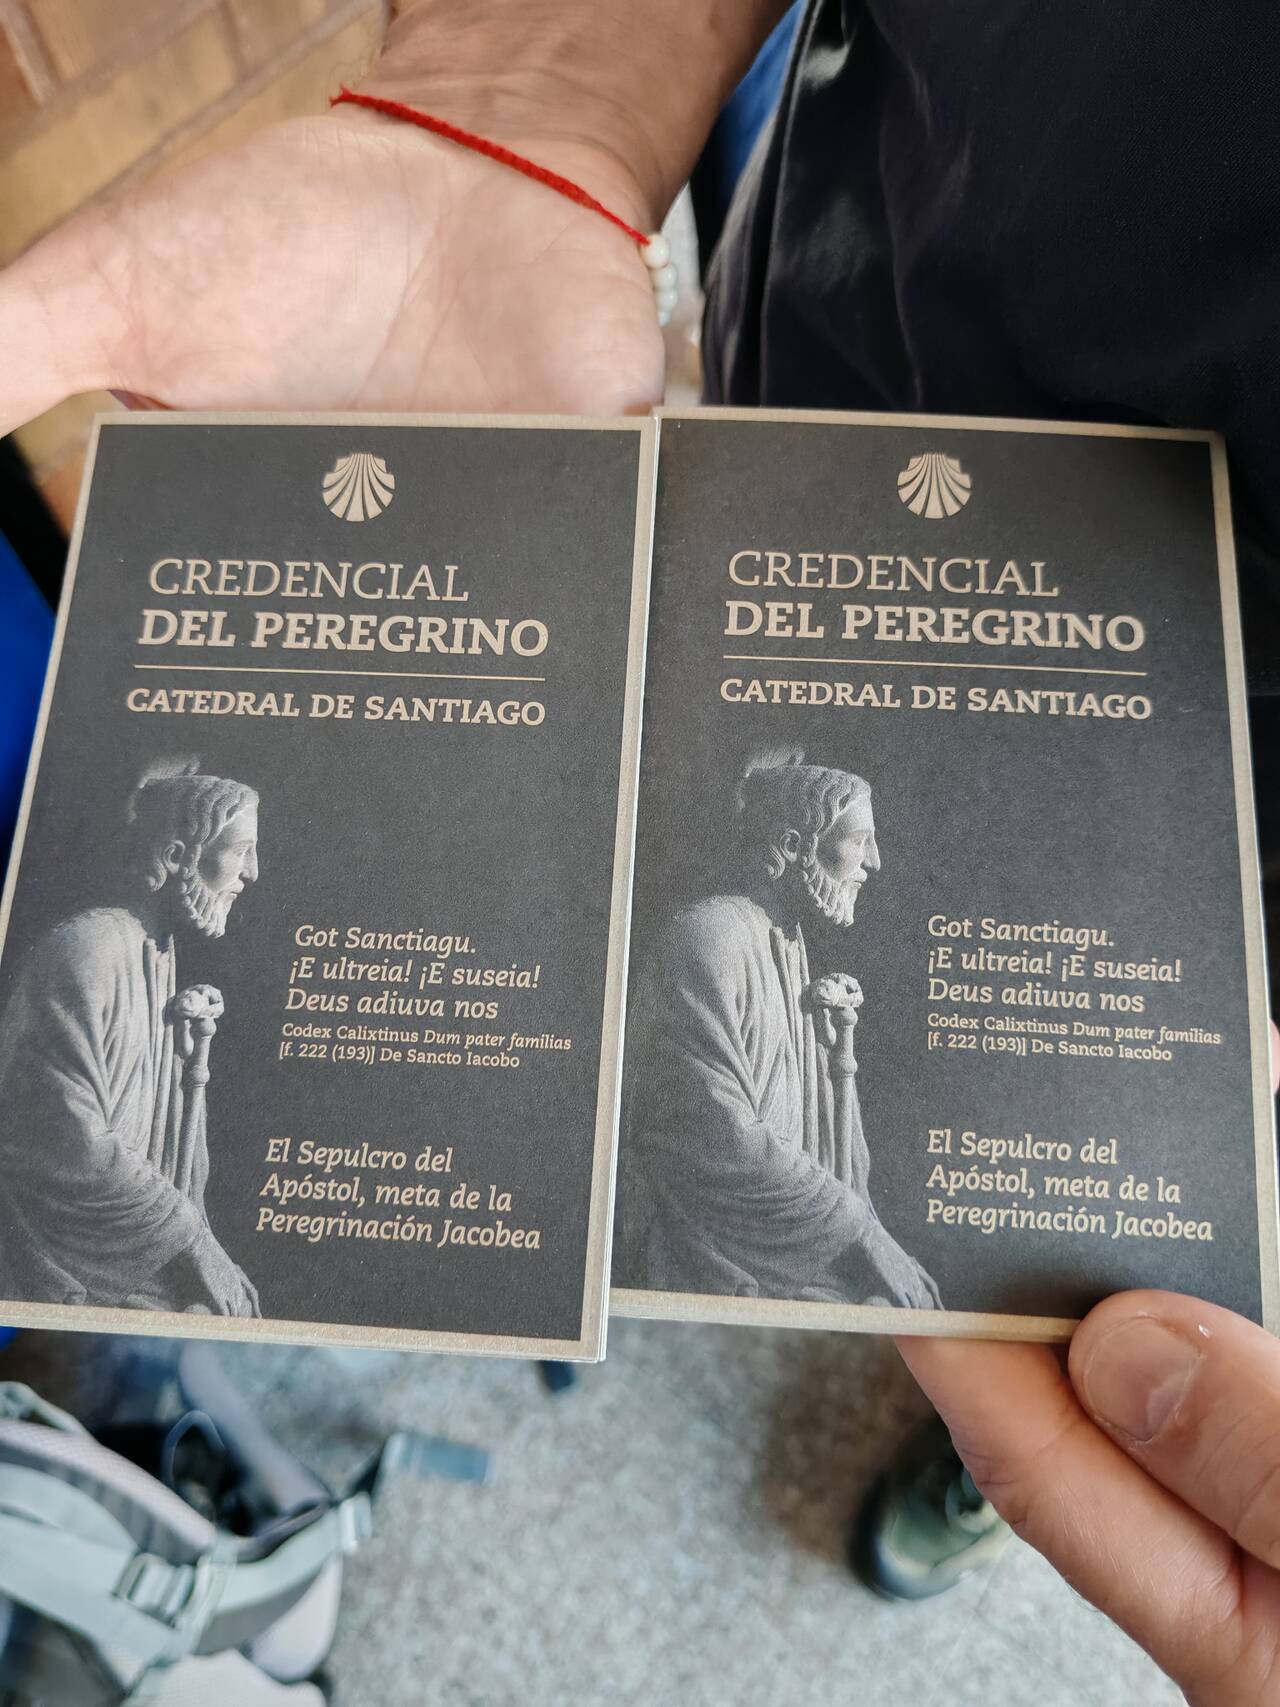 CREDENCIAL
DEL PEREGRINO
CATEDRAL DE SANTIAGO
Got Sanctiagu.
¡E ultreia! ¡E suseia!
Deus adiuva nos
Codex Calixtinus Dum pater familias
[f. 222 (193)] De Sancto Iacobo
El Sepulcro del
Apóstol, meta de la
Peregrinación Jacobea
CREDENCIAL
DEL PEREGRINO
CATEDRAL DE SANTIAGO
Got Sanctiagu.
¡E ultreia! ¡E suseia!
Deus adiuva nos
Codex Calixtinus Dum pater familias
[f. 222 (193)] De Sancto Iacobo
El Sepulcro del
Apóstol, meta de la
Peregrinación Jacobea